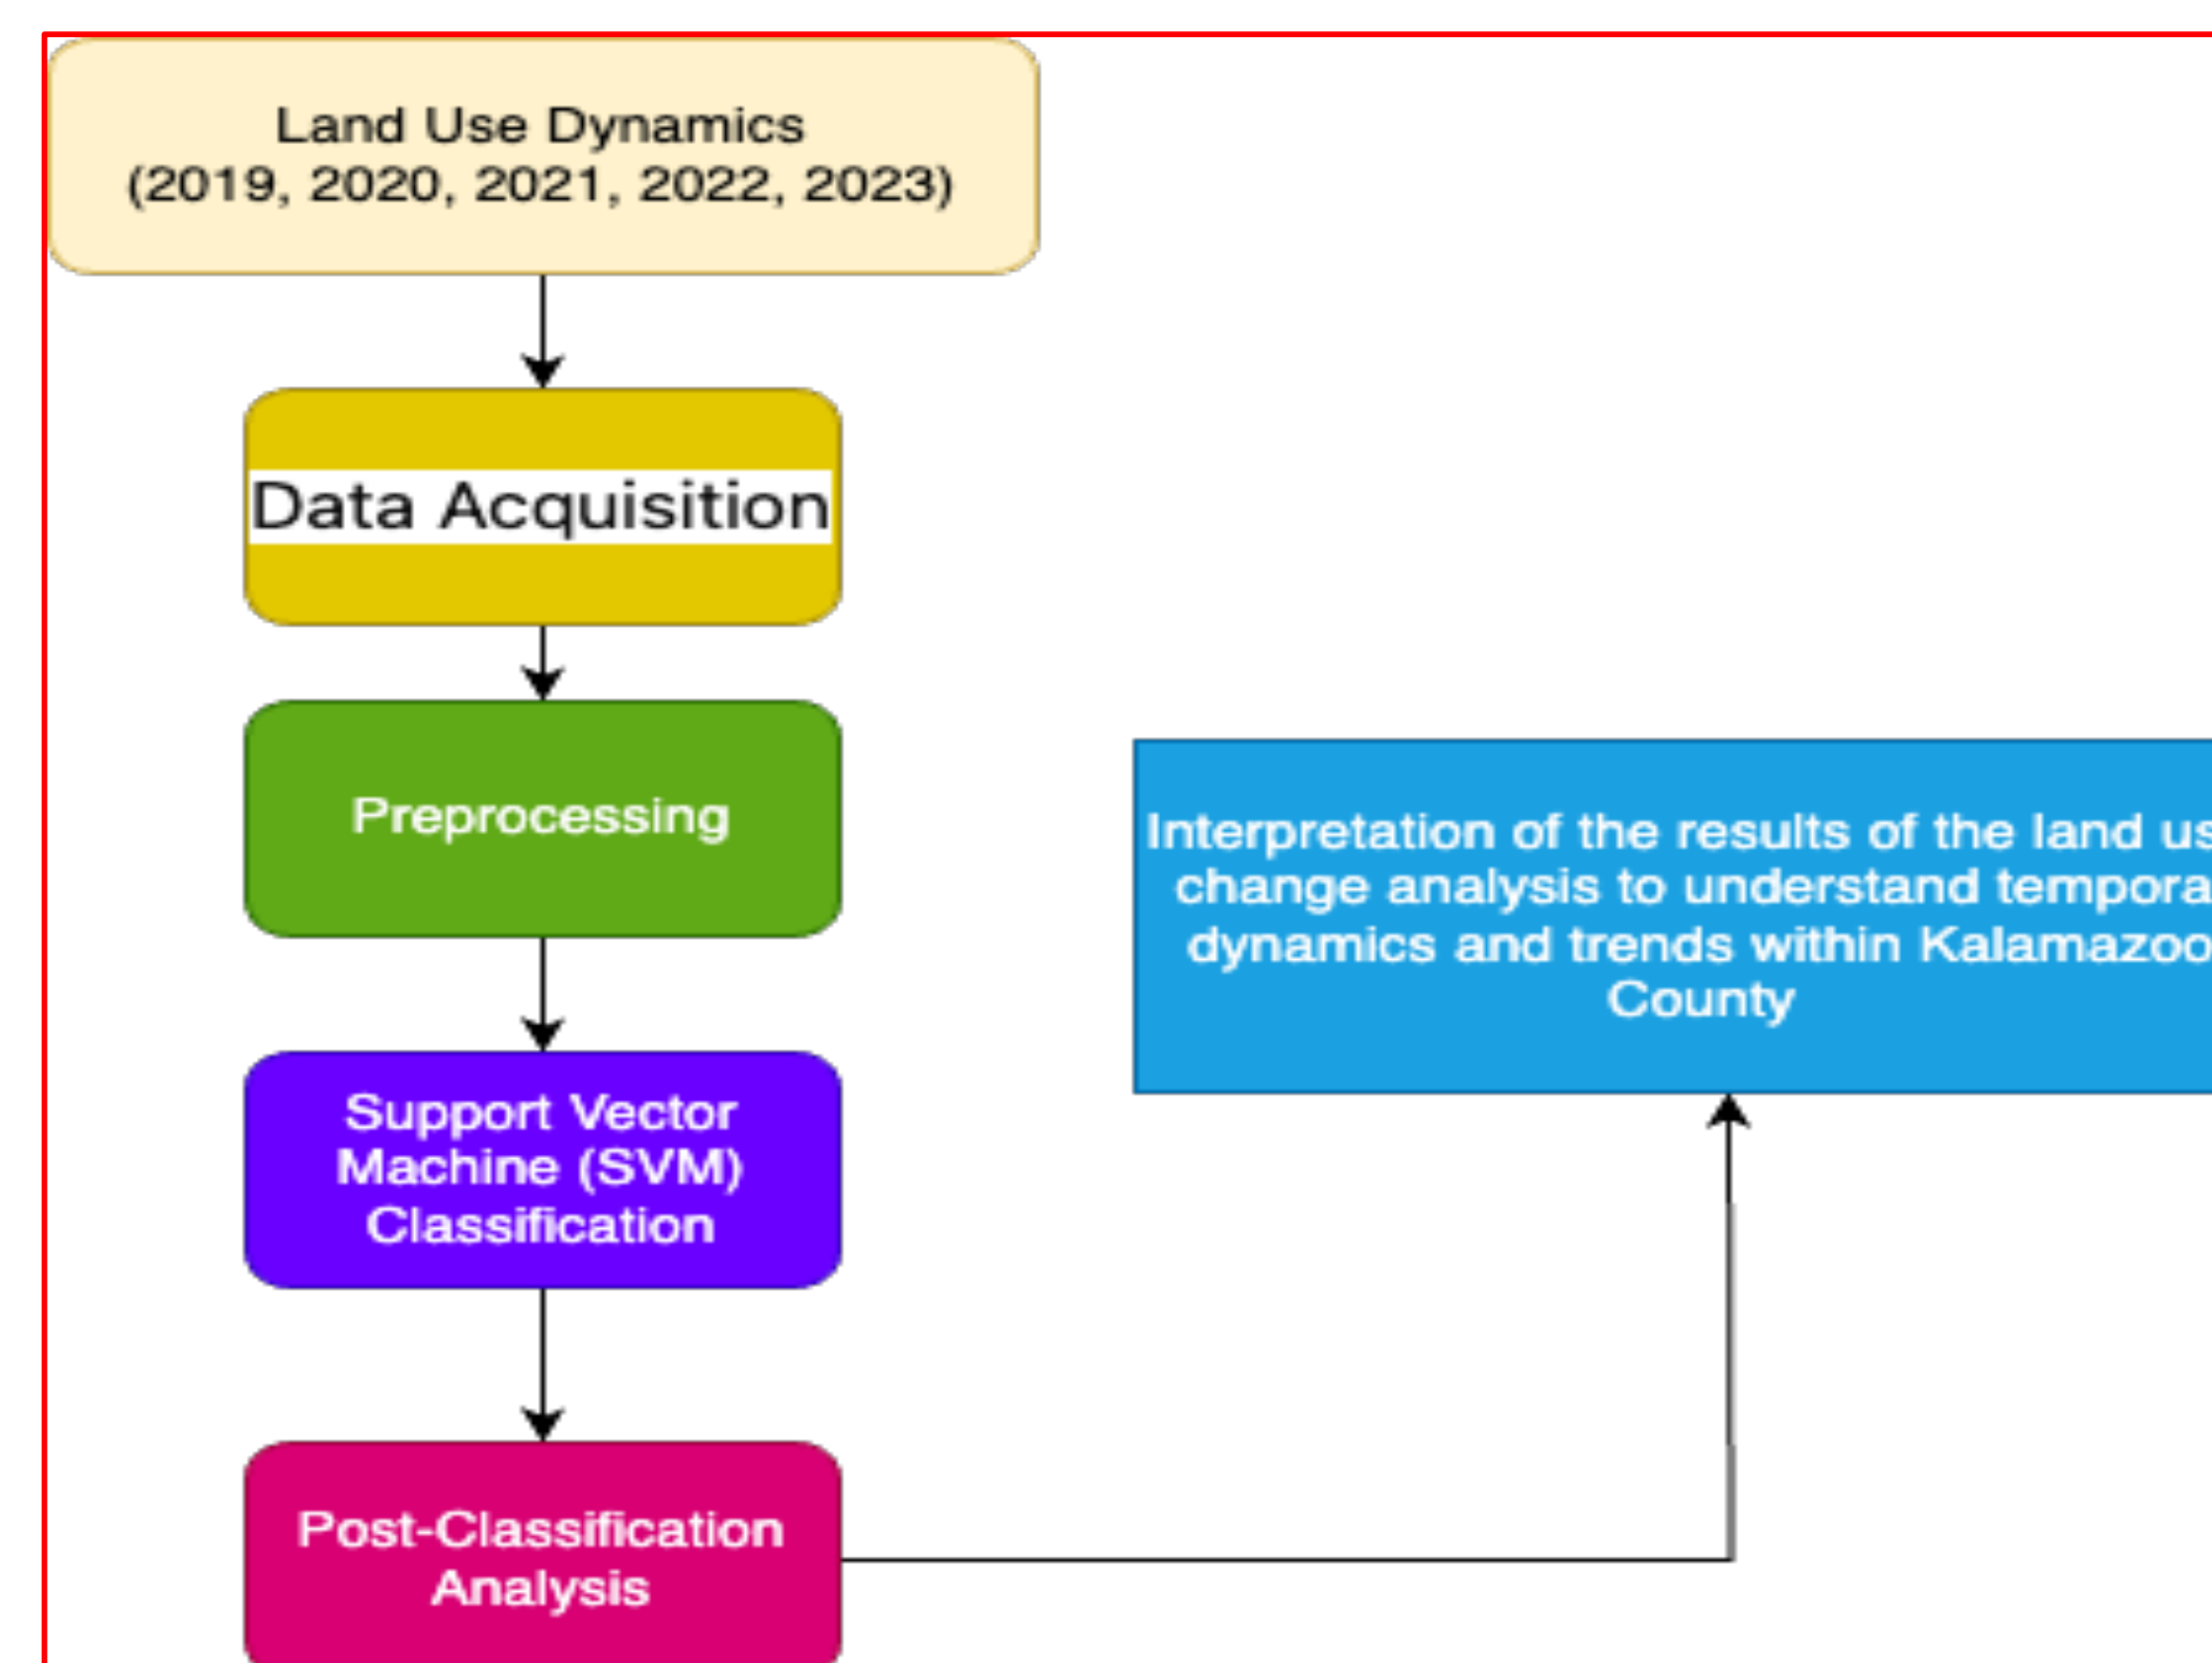 Land Use Dynamics
(2019, 2020, 2021, 2022, 2023)
Data Acquisition
Preprocessing
Support Vector
Machine (SVM)
Classification
Post-Classification
Analysis
Interpretation of the results of the land us
change analysis to understand tempora
dynamics and trends within Kalamazoo
County